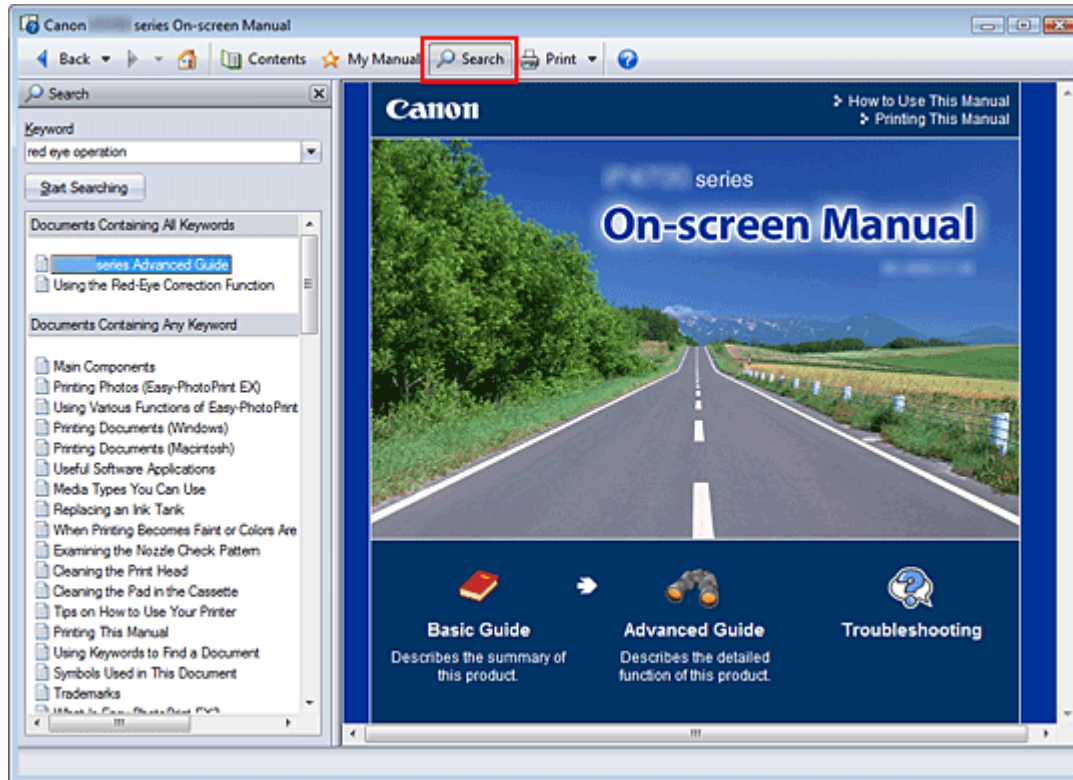 Canon series On-screen Manual
Back Contents My Manual Search Print
Search
Keyword
red eye operation
Start Searching
Documents Containing All Keywords
series Advanced Guide
Using the Red-Eye Correction Function
Documents Containing Any Keyword
Main Components
Printing Photos (Easy-PhotoPrint EX)
Using Various Functions of Easy-PhotoPrint
Printing Documents (Windows)
Printing Documents (Macintosh)
Useful Software Applications
Media Types You Can Use
Replacing an Ink Tank
When Printing Becomes Faint or Colors Are
Examining the Nozzle Check Pattern
Cleaning the Print Head
Cleaning the Pad in the Cassette
Tips on How to Use Your Printer
Printing This Manual
Using Keywords to Find a Document
Symbols Used in This Document
Trademarks
What Is Easy-PhotoPrint EX?
Canon
How to Use This Manual
Printing This Manual
series
On-screen Manual
Basic Guide
Describes the summary of
this product.
Advanced Guide
Describes the detailed
function of this product.
Troubleshooting